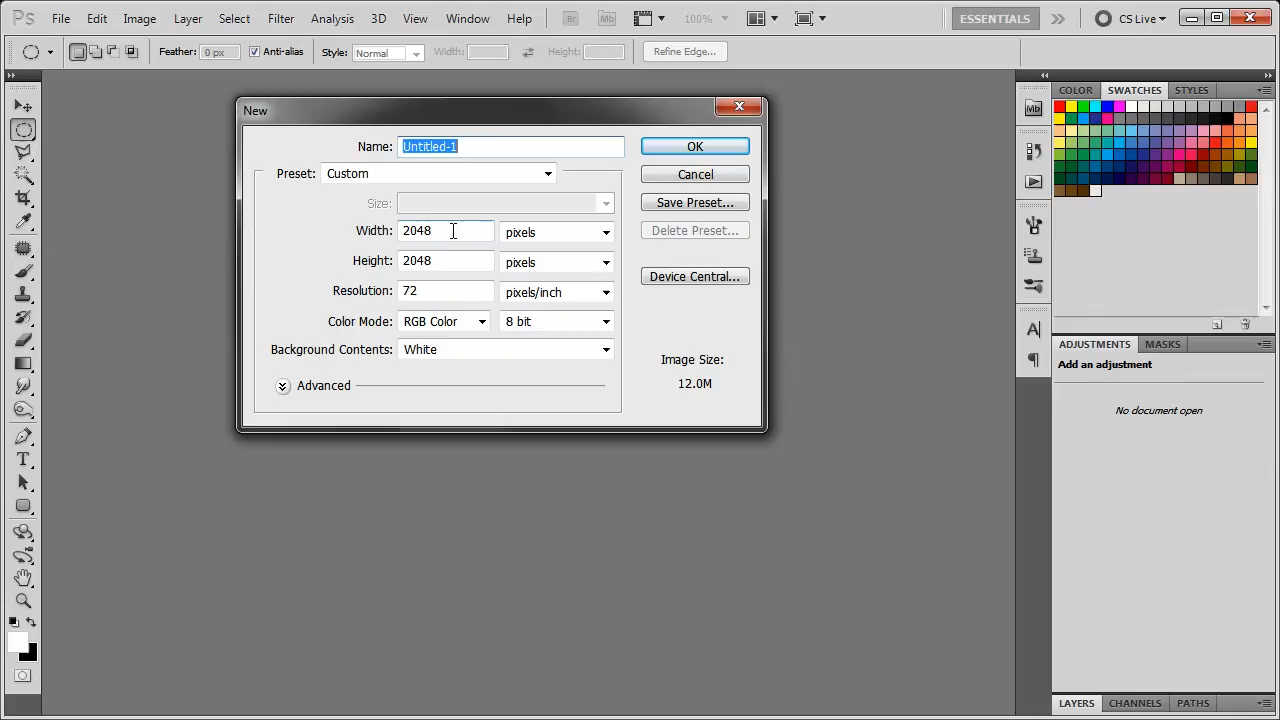 Ps File Edit Image Layer Select Filter Analysis 3D View Window Help Br Mb 100% ESSENTIALS CS Live
Feather: 0 px Anti-alias Style: Normal Width: Height: Refine Edge...
New
Name: Untitled-1 OK
Preset: Custom Cancel
Size: Save Preset...
Width: 2048 pixels Delete Preset...
Height: 2048 pixels
Device Central...
Resolution: 72 pixels/inch
Color Mode: RGB Color 8 bit
Background Contents: White
Image Size:
Advanced 12.0M
COLOR SWATCHES STYLES
Mb
ADJUSTMENTS MASKS
Add an adjustment
No document open
LAYERS CHANNELS PATHS